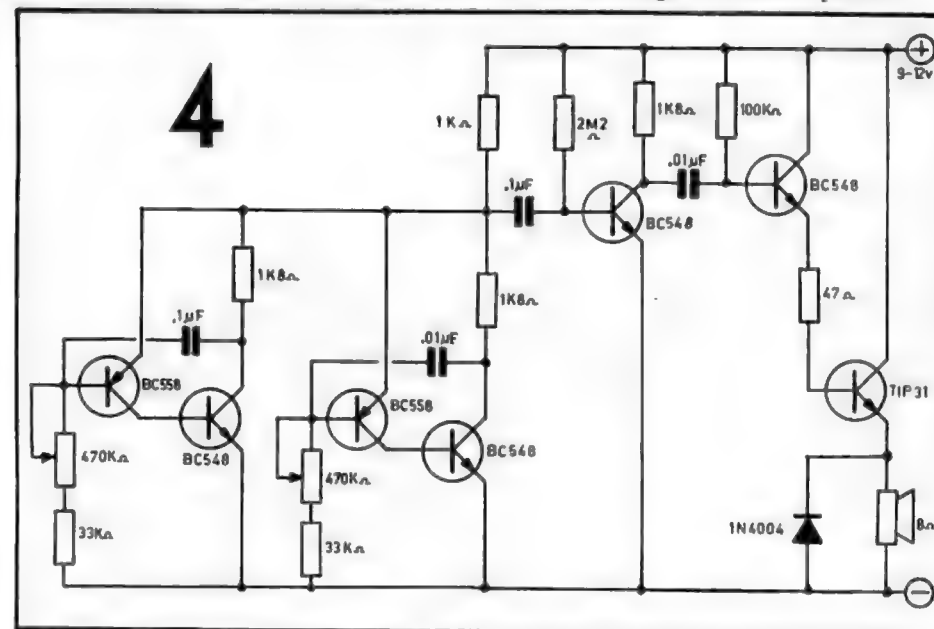 4
+
9-12v
1KΩ
2M2
Ω
1K8Ω
100KΩ
.1µF
.01µF
BC548
BC548
1K8Ω
1K8Ω
47Ω
.1µF
.01µF
BC558
BC558
TIP31
BC548
BC548
470KΩ
470KΩ
1N4004
8Ω
33KΩ
33KΩ
−